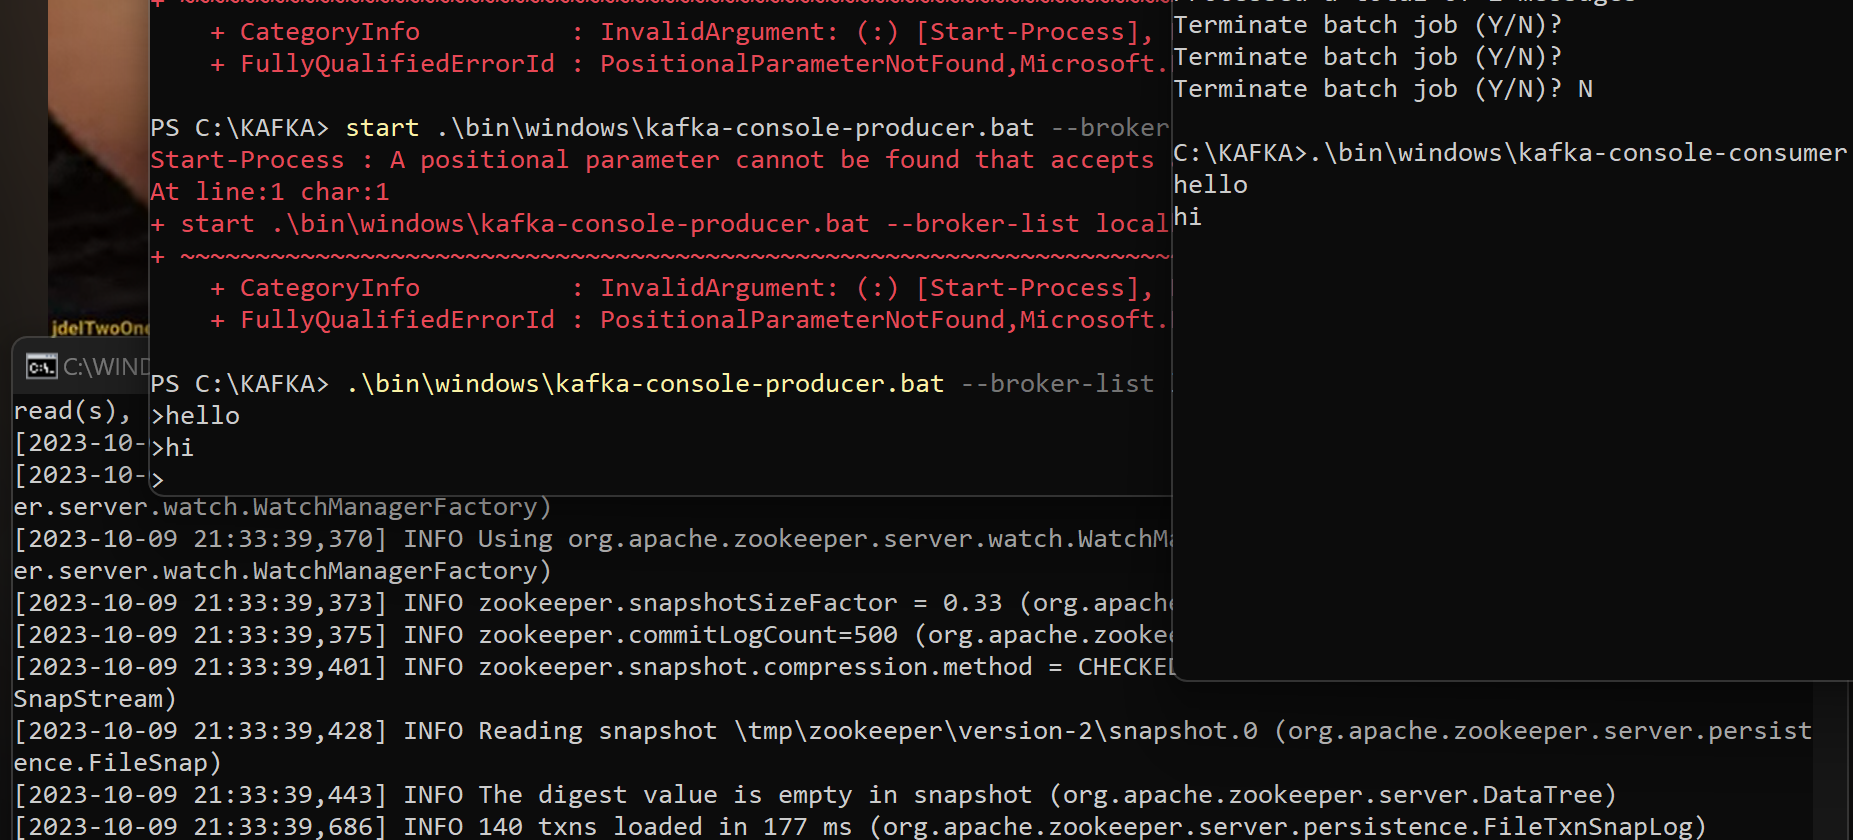 + CategoryInfo          : InvalidArgument: (:) [Start-Process],
+ FullyQualifiedErrorId : PositionalParameterNotFound,Microsoft.
PS C:\KAFKA> start .\bin\windows\kafka-console-producer.bat --broker
Start-Process : A positional parameter cannot be found that accepts
At line:1 char:1
+ start .\bin\windows\kafka-console-producer.bat --broker-list local
+ ~~~~~~~~~~~~~~~~~~~~~~~~~~~~~~~~~~~~~~~~~~~~~~~~~~~~~~~~~~~~~~~~~~
+ CategoryInfo          : InvalidArgument: (:) [Start-Process],
+ FullyQualifiedErrorId : PositionalParameterNotFound,Microsoft.
PS C:\KAFKA> .\bin\windows\kafka-console-producer.bat --broker-list
>hello
>hi
>
Terminate batch job (Y/N)?
Terminate batch job (Y/N)?
Terminate batch job (Y/N)? N
C:\KAFKA>.\bin\windows\kafka-console-consumer
hello
hi
jdelTwoOne
C:\WIND
read(s),
[2023-10-
[2023-10-
er.server.watch.WatchManagerFactory)
[2023-10-09 21:33:39,370] INFO Using org.apache.zookeeper.server.watch.WatchMa
er.server.watch.WatchManagerFactory)
[2023-10-09 21:33:39,373] INFO zookeeper.snapshotSizeFactor = 0.33 (org.apache
[2023-10-09 21:33:39,375] INFO zookeeper.commitLogCount=500 (org.apache.zookee
[2023-10-09 21:33:39,401] INFO zookeeper.snapshot.compression.method = CHECKED
SnapStream)
[2023-10-09 21:33:39,428] INFO Reading snapshot \tmp\zookeeper\version-2\snapshot.0 (org.apache.zookeeper.server.persist
ence.FileSnap)
[2023-10-09 21:33:39,443] INFO The digest value is empty in snapshot (org.apache.zookeeper.server.DataTree)
[2023-10-09 21:33:39,686] INFO 140 txns loaded in 177 ms (org.apache.zookeeper.server.persistence.FileTxnSnapLog)